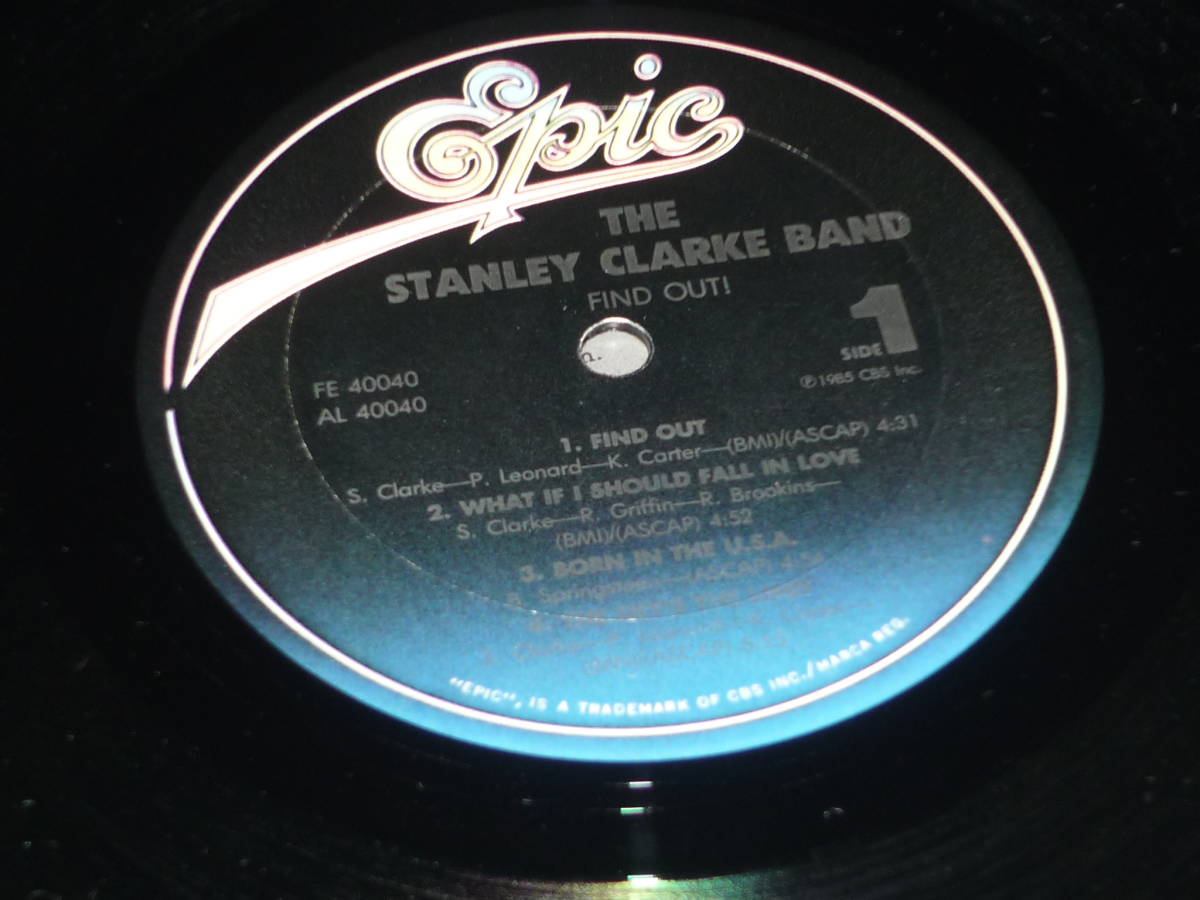 Epic
THE
STANLEY CLARKE BAND
FIND OUT!
SIDE 1
℗1985 CBS Inc.
FE 40040
AL 40040
1. FIND OUT
S. Clarke—P. Leonard—K. Carter—(BMI)/(ASCAP) 4:31
2. WHAT IF I SHOULD FALL IN LOVE
S. Clarke—R. Griffin—R. Brookins—
(BMI)/(ASCAP) 4:52
3. BORN IN THE U.S.A.
B. Springsteen—(ASCAP)
"EPIC", IS A TRADEMARK OF CBS INC./MARCA REG.